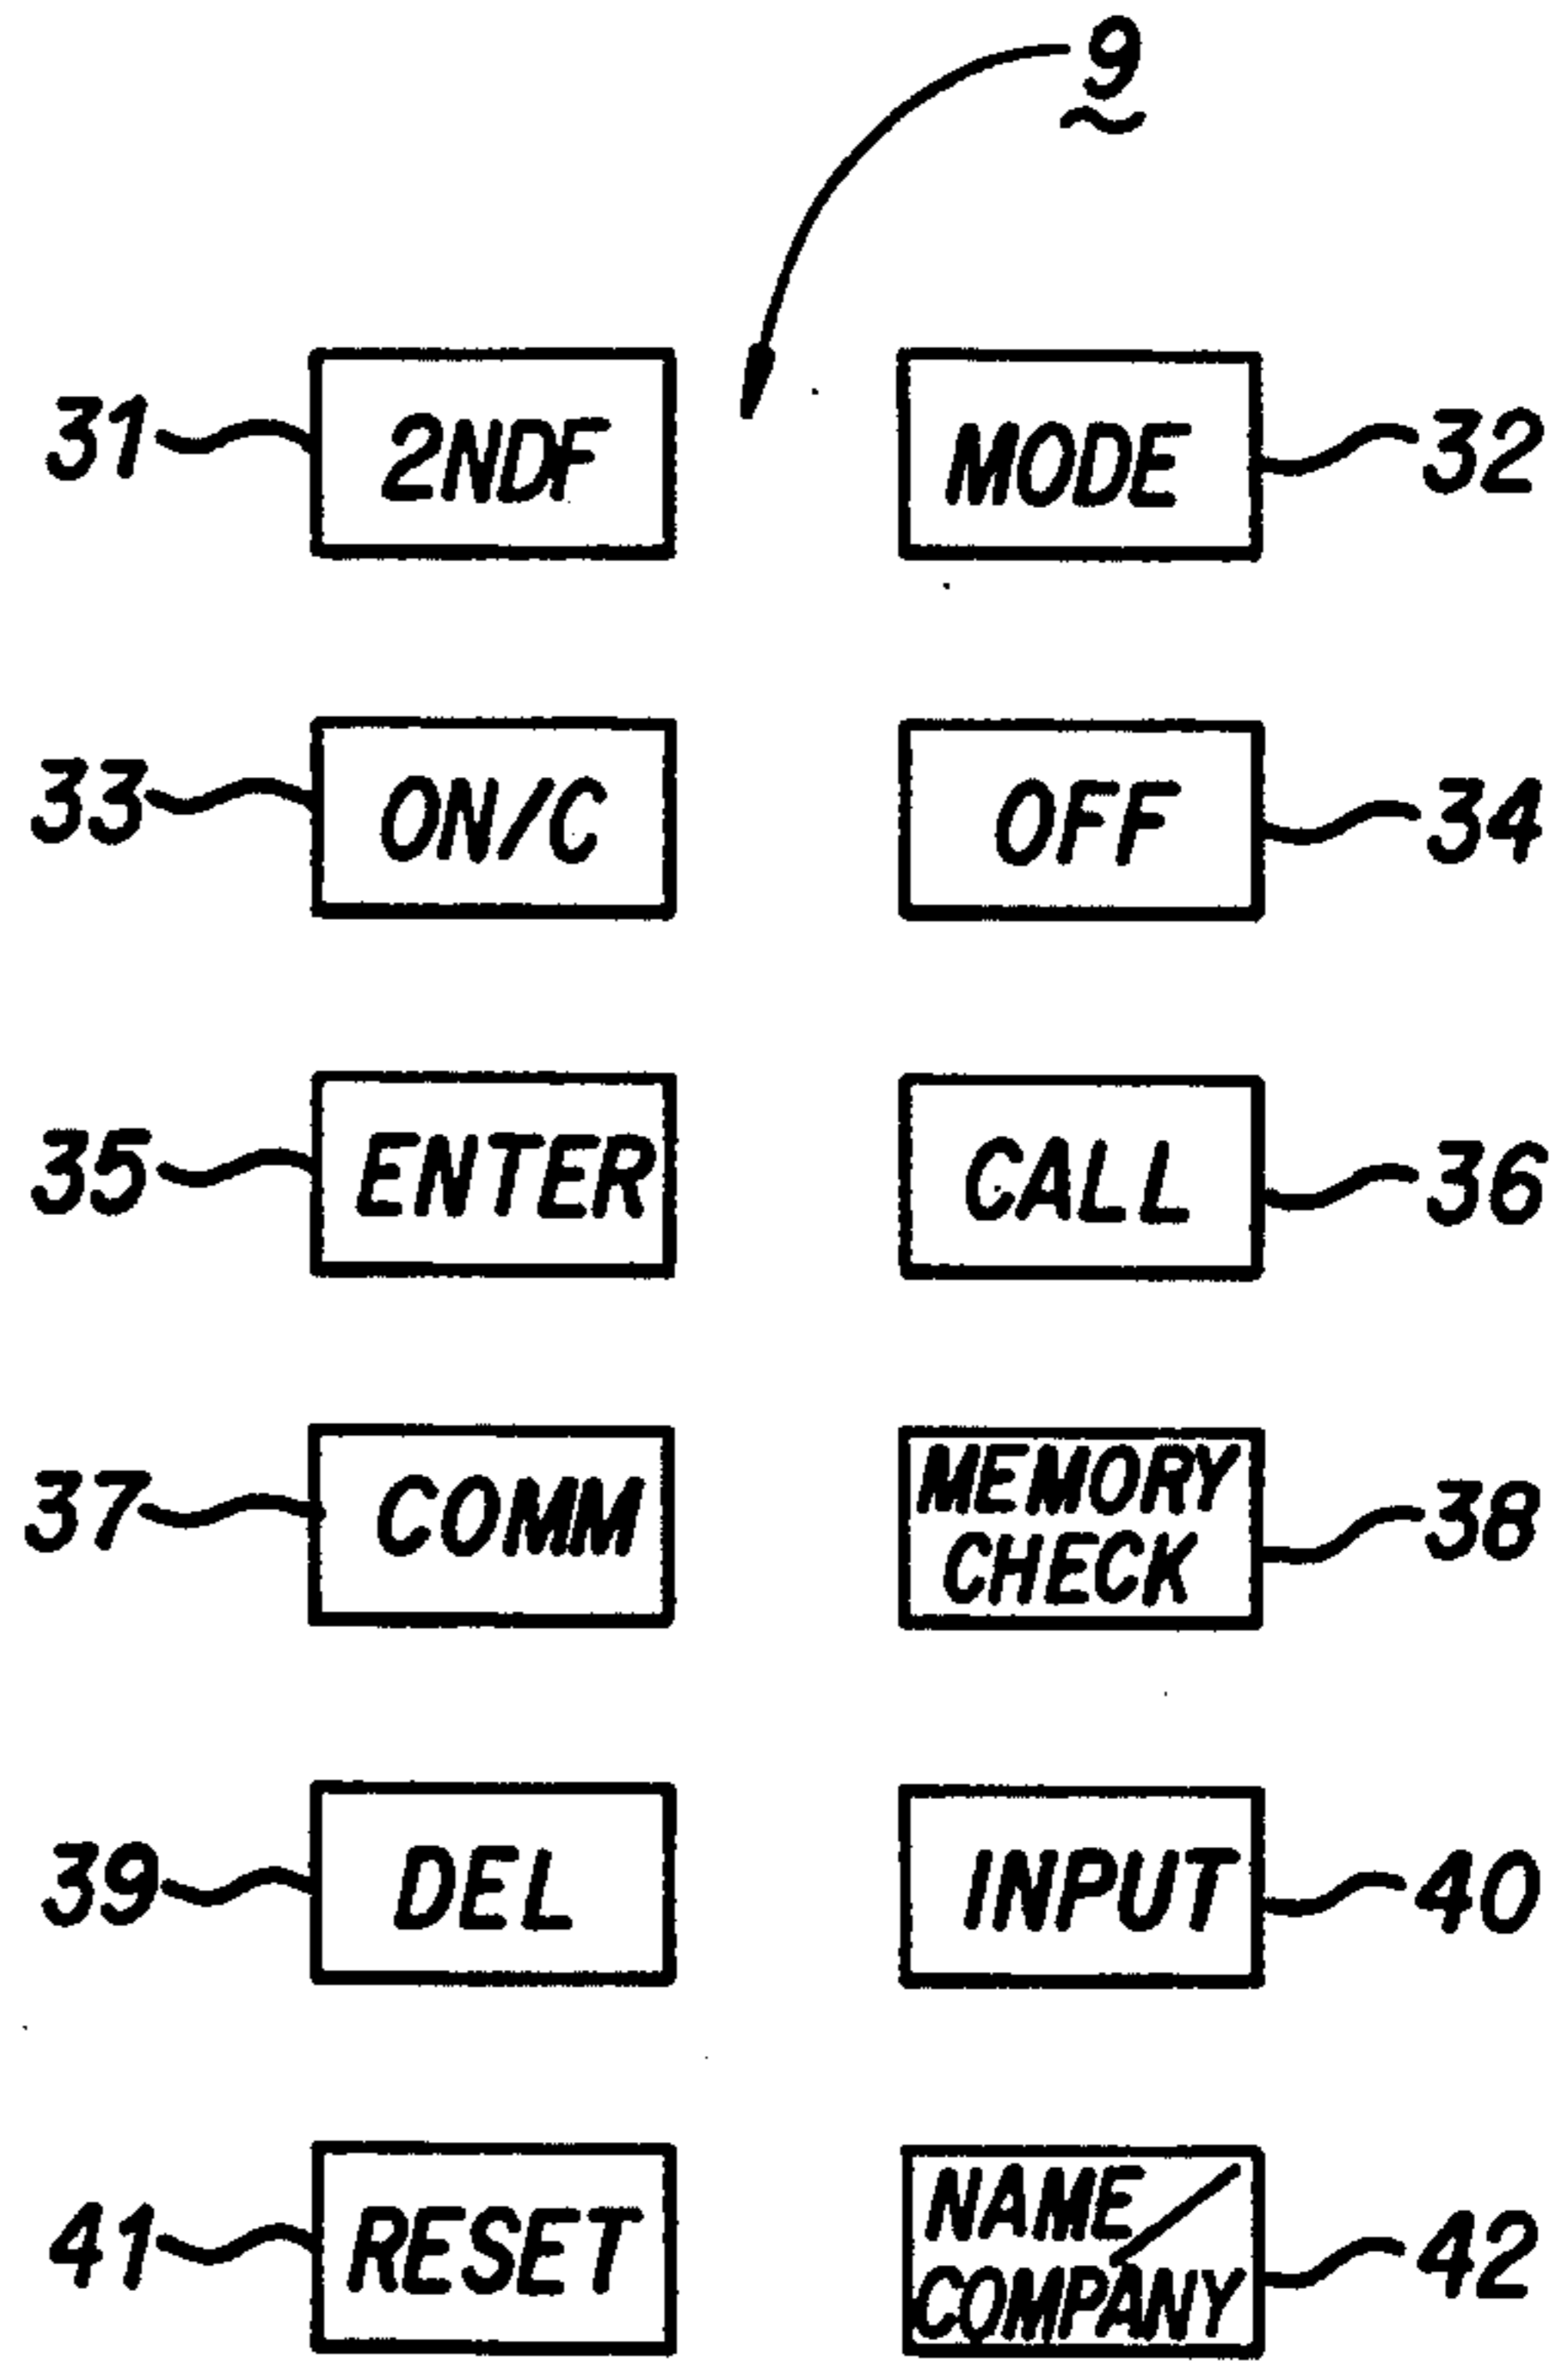 9
31 2NDF MODE 32
33 ON/C OFF 34
35 ENTER CALL 36
37 COMM MEMORY CHECK 38
39 DEL INPUT 40
41 RESET NAME/COMPANY 42